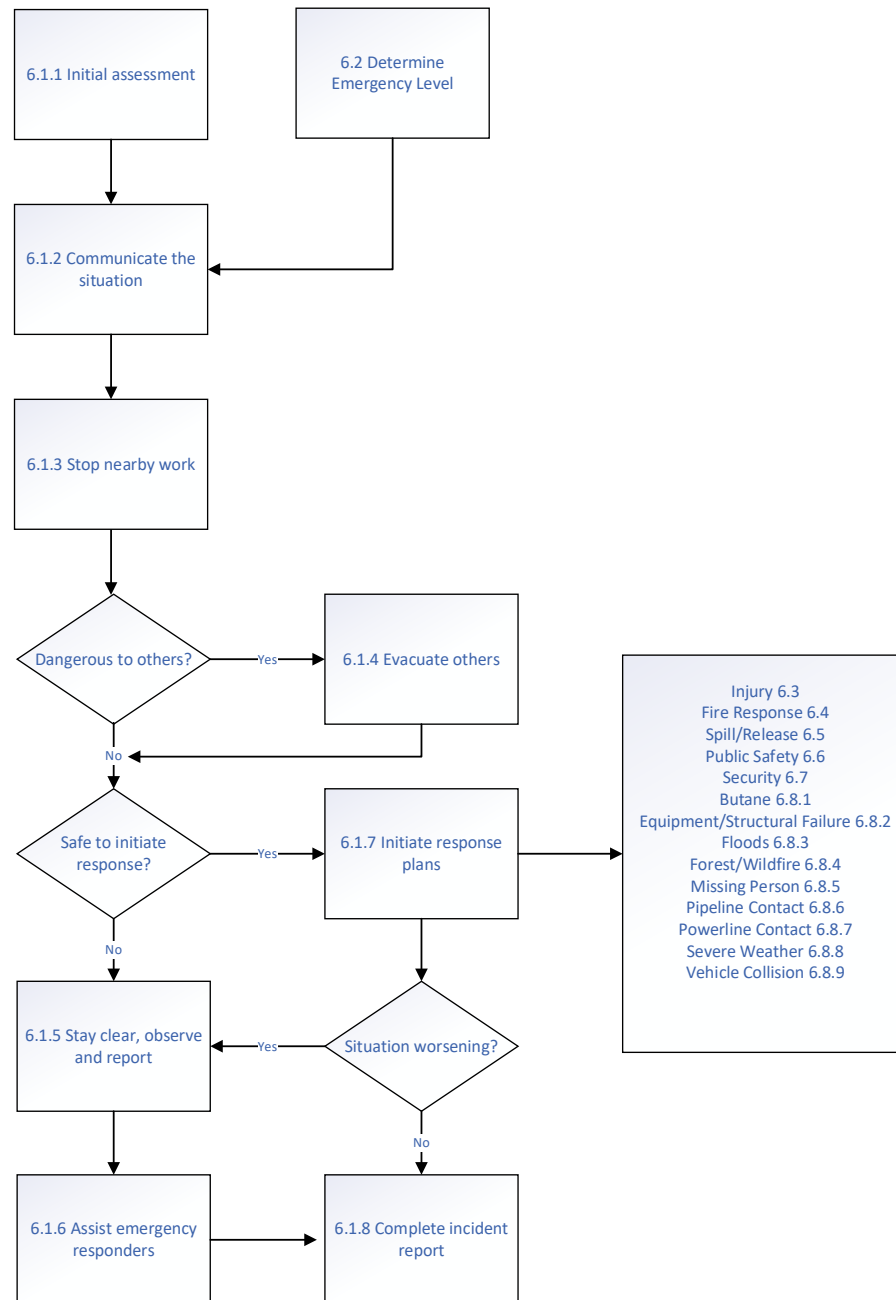 6.1.1 Initial assessment
6.2 Determine
Emergency Level
6.1.2 Communicate the
situation
6.1.3 Stop nearby work
Dangerous to others?
Yes
6.1.4 Evacuate others
No
Safe to initiate
response?
Yes
6.1.7 Initiate response
plans
Injury 6.3
Fire Response 6.4
Spill/Release 6.5
Public Safety 6.6
Security 6.7
Butane 6.8.1
Equipment/Structural Failure 6.8.2
Floods 6.8.3
Forest/Wildfire 6.8.4
Missing Person 6.8.5
Pipeline Contact 6.8.6
Powerline Contact 6.8.7
Severe Weather 6.8.8
Vehicle Collision 6.8.9
No
6.1.5 Stay clear, observe
and report
Yes
Situation worsening?
No
6.1.6 Assist emergency
responders
6.1.8 Complete incident
report